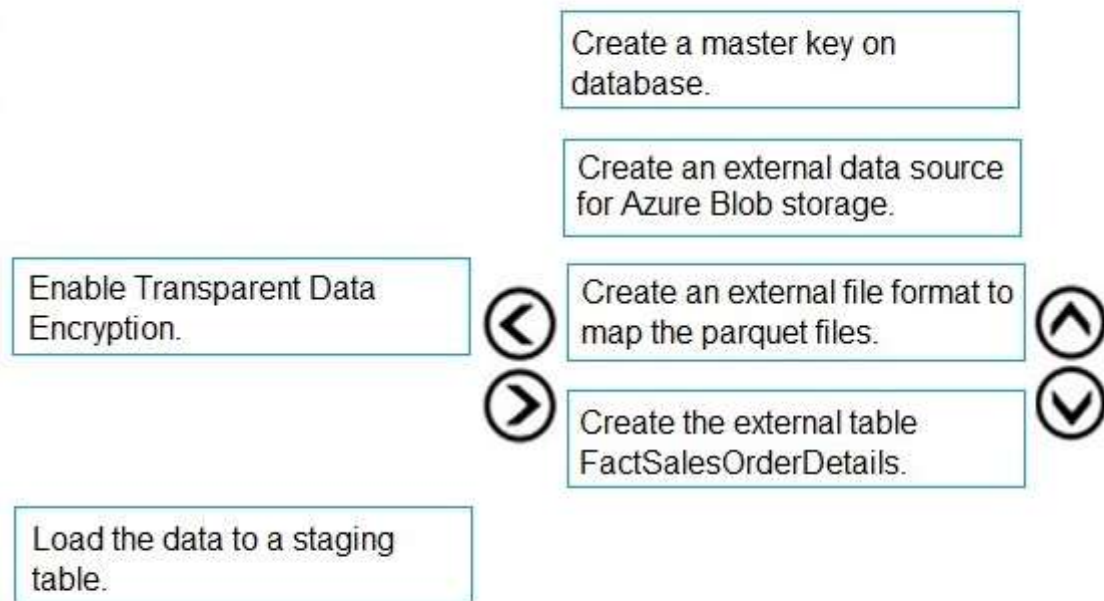 Create a master key on
database.
Create an external data source
for Azure Blob storage.
Enable Transparent Data
Encryption.
Create an external file format to
map the parquet files.
Create the external table
FactSalesOrderDetails.
Load the data to a staging
table.